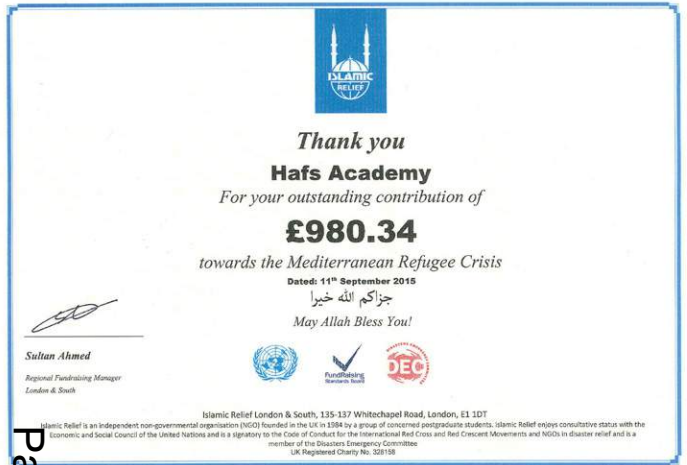 ISLAMIC
RELIEF
Thank you
Hafs Academy
For your outstanding contribution of
£980.34
towards the Mediterranean Refugee Crisis
Dated: 11th September 2015
جزاكم الله خيرا
May Allah Bless You!
Sultan Ahmed
Regional Fundraising Manager
London & South
FundRaising
Standards Board
DISASTERS EMERGENCY COMMITTEE
DEC
Islamic Relief London & South, 135-137 Whitechapel Road, London, E1 1DT
Islamic Relief is an independent non-governmental organisation (NGO) founded in the UK in 1984 by a group of concerned postgraduate students. Islamic Relief enjoys consultative status with the
Economic and Social Council of the United Nations and is a signatory to the Code of Conduct for the International Red Cross and Red Crescent Movements and NGOs in disaster relief and is a
member of the Disasters Emergency Committee
UK Registered Charity No. 328158
Pa